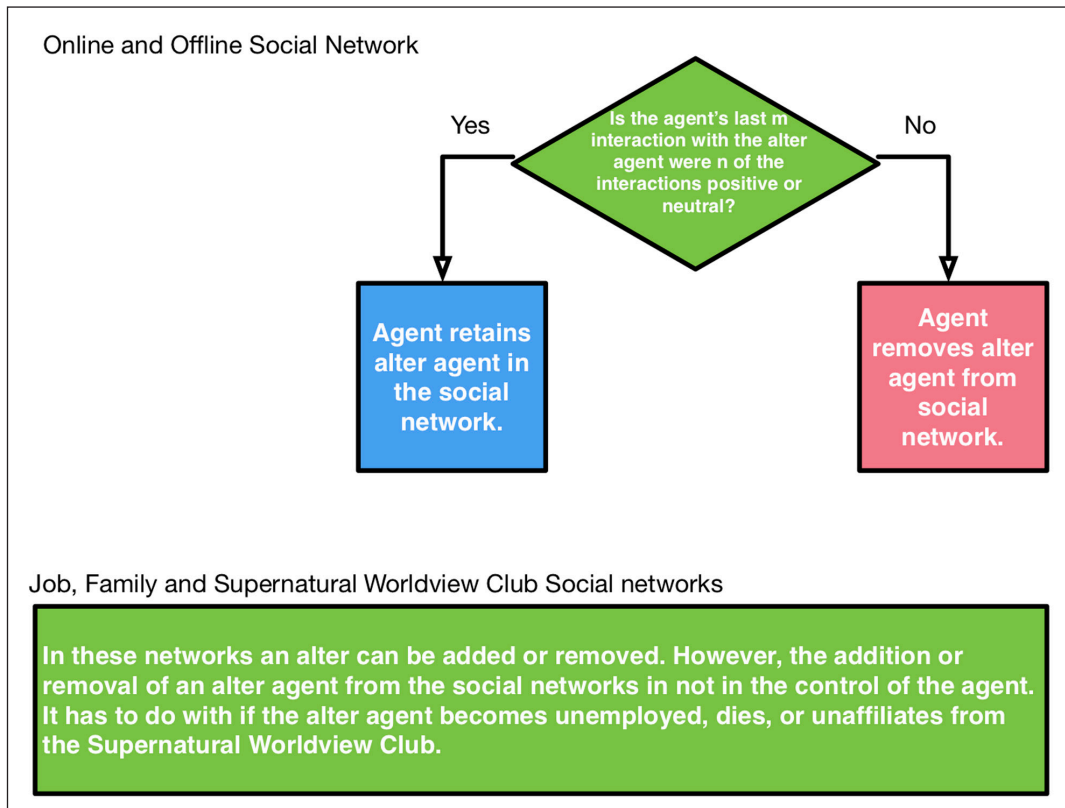 Online and Offline Social Network
Yes
Is the agent's last m
interaction with the alter
agent were n of the
interactions positive or
neutral?
No
Agent retains
alter agent in
the social
network.
Agent
removes alter
agent from
social
network.
Job, Family and Supernatural Worldview Club Social networks
In these networks an alter can be added or removed. However, the addition or
removal of an alter agent from the social networks in not in the control of the agent.
It has to do with if the alter agent becomes unemployed, dies, or unaffiliates from
the Supernatural Worldview Club.